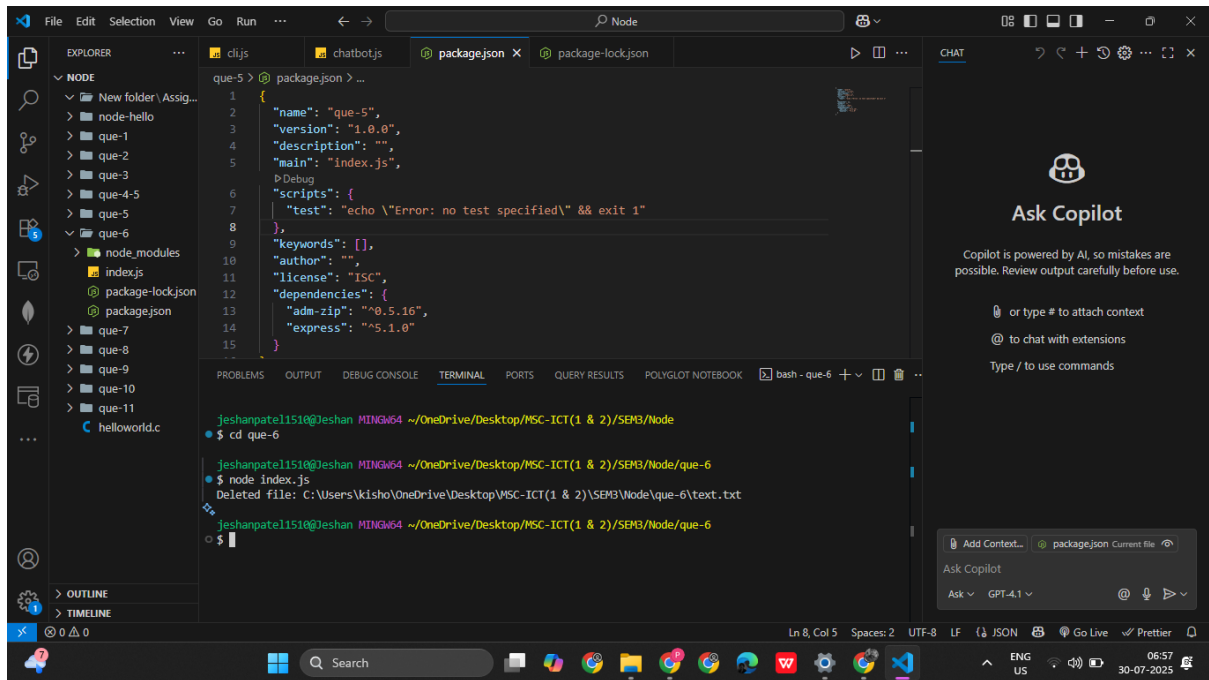 File Edit Selection View Go Run ··· Node
EXPLORER ···
NODE
New folder \ Assig...
node-hello
que-1
que-2
que-3
que-4-5
que-5
que-6
node_modules
index.js
package-lock.json
package.json
que-7
que-8
que-9
que-10
que-11
helloworld.c
OUTLINE
TIMELINE
cli.js chatbot.js package.json package-lock.json
que-5 > package.json > ...
1 {
2 "name": "que-5",
3 "version": "1.0.0",
4 "description": "",
5 "main": "index.js",
Debug
6 "scripts": {
7 "test": "echo \"Error: no test specified\" && exit 1"
8 },
9 "keywords": [],
10 "author": "",
11 "license": "ISC",
12 "dependencies": {
13 "adm-zip": "^0.5.16",
14 "express": "^5.1.0"
15 }
PROBLEMS OUTPUT DEBUG CONSOLE TERMINAL PORTS QUERY RESULTS POLYGLOT NOTEBOOK bash - que-6
jeshanpatel1510@Jeshan MINGW64 ~/OneDrive/Desktop/MSC-ICT(1 & 2)/SEM3/Node
$ cd que-6
jeshanpatel1510@Jeshan MINGW64 ~/OneDrive/Desktop/MSC-ICT(1 & 2)/SEM3/Node/que-6
$ node index.js
Deleted file: C:\Users\kisho\OneDrive\Desktop\MSC-ICT(1 & 2)\SEM3\Node\que-6\text.txt
jeshanpatel1510@Jeshan MINGW64 ~/OneDrive/Desktop/MSC-ICT(1 & 2)/SEM3/Node/que-6
$
CHAT
Ask Copilot
Copilot is powered by AI, so mistakes are
possible. Review output carefully before use.
or type # to attach context
@ to chat with extensions
Type / to use commands
Add Context... package.json Current file
Ask Copilot
Ask GPT-4.1
5
1
0 0 Ln 8, Col 5 Spaces: 2 UTF-8 LF JSON Go Live Prettier
7 Search ENG
US
06:57
30-07-2025